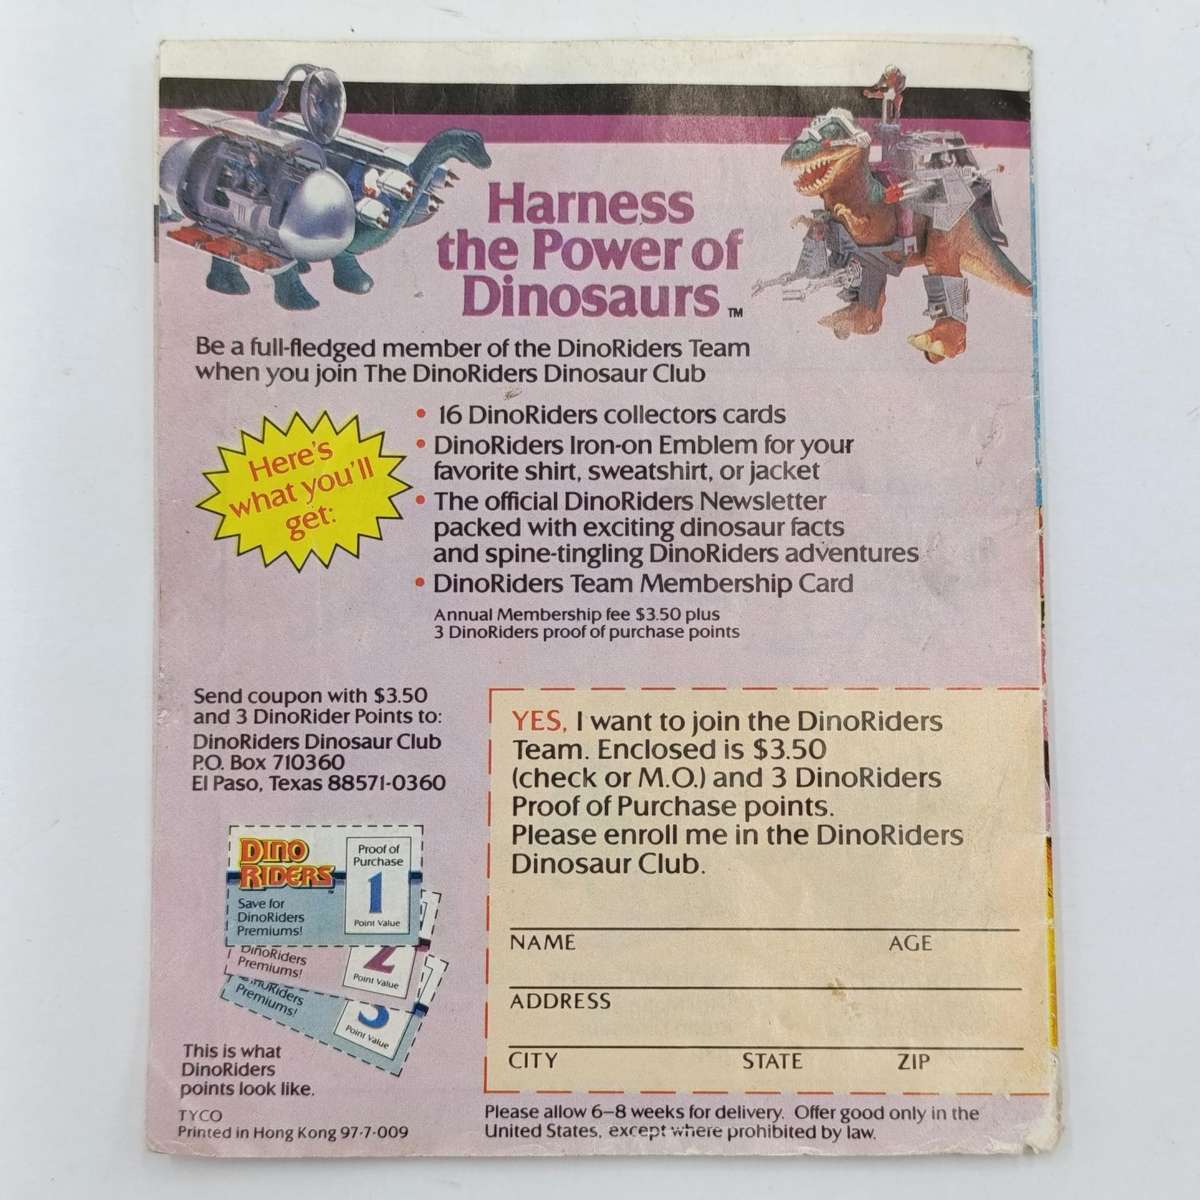 Harness
the Power of
Dinosaurs ™
Be a full-fledged member of the DinoRiders Team
when you join The DinoRiders Dinosaur Club
Here's
what you'll
get:
• 16 DinoRiders collectors cards
• DinoRiders Iron-on Emblem for your
favorite shirt, sweatshirt, or jacket
• The official DinoRiders Newsletter
packed with exciting dinosaur facts
and spine-tingling DinoRiders adventures
• DinoRiders Team Membership Card
Annual Membership fee $3.50 plus
3 DinoRiders proof of purchase points
Send coupon with $3.50
and 3 DinoRider Points to:
DinoRiders Dinosaur Club
P.O. Box 710360
El Paso, Texas 88571-0360
DINO
RIDERS
Save for
DinoRiders
Premiums!
Proof of
Purchase
1
Point Value
DinoRiders
Premiums!
2
Point Value
Riders
Premiums!
3
Point Value
This is what
DinoRiders
points look like.
TYCO
Printed in Hong Kong 97-7-009
YES, I want to join the DinoRiders
Team. Enclosed is $3.50
(check or M.O.) and 3 DinoRiders
Proof of Purchase points.
Please enroll me in the DinoRiders
Dinosaur Club.
NAME AGE
ADDRESS
CITY STATE ZIP
Please allow 6–8 weeks for delivery. Offer good only in the
United States, except where prohibited by law.